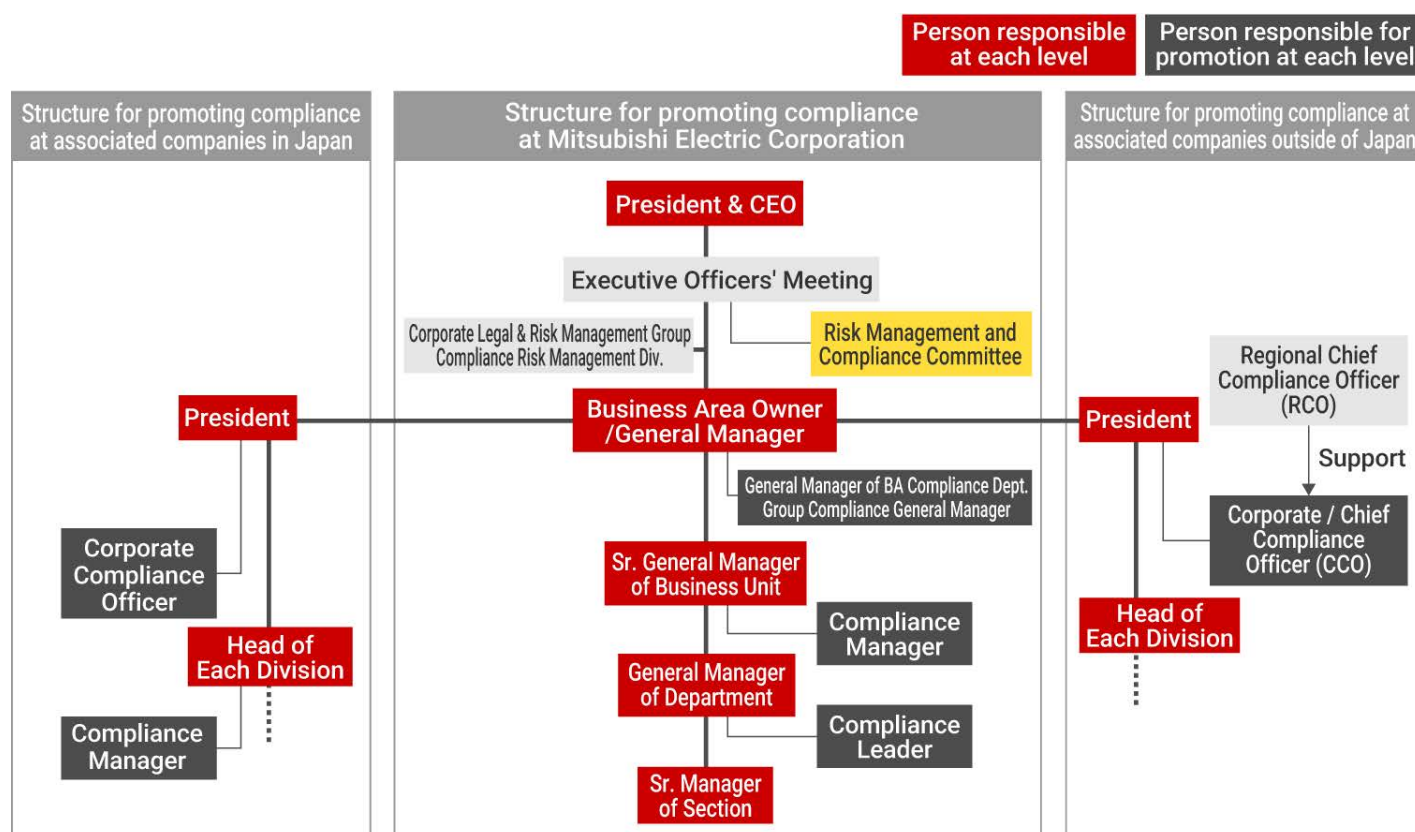 Person responsible
at each level
Person responsible for
promotion at each level
Structure for promoting compliance
at associated companies in Japan
President
Corporate
Compliance
Officer
Head of
Each Division
Compliance
Manager
Structure for promoting compliance
at Mitsubishi Electric Corporation
President & CEO
Executive Officers' Meeting
Corporate Legal & Risk Management Group
Compliance Risk Management Div.
Risk Management and
Compliance Committee
Business Area Owner
/General Manager
General Manager of BA Compliance Dept.
Group Compliance General Manager
Sr. General Manager
of Business Unit
Compliance
Manager
General Manager
of Department
Compliance
Leader
Sr. Manager
of Section
Structure for promoting compliance at
associated companies outside of Japan
Regional Chief
Compliance Officer
(RCO)
President
Support
Corporate / Chief
Compliance
Officer (CCO)
Head of
Each Division